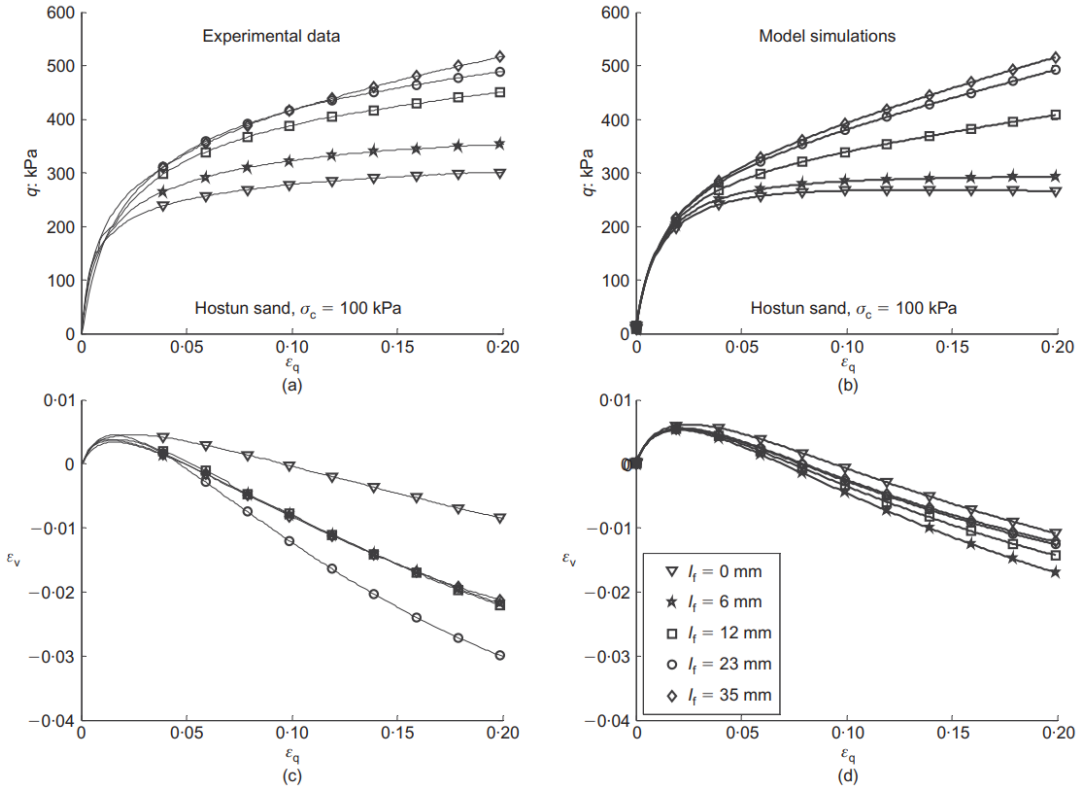 600
500
400
300
200
100
0
q: kPa
Experimental data
Hostun sand, σc = 100 kPa
0 0·05 0·10 0·15 0·20
εq
(a)
600
500
400
300
200
100
0
q: kPa
Model simulations
Hostun sand, σc = 100 kPa
0 0·05 0·10 0·15 0·20
εq
(b)
0·01
0
−0·01
−0·02
−0·03
−0·04
εv
0 0·05 0·10 0·15 0·20
εq
(c)
0·01
0
−0·01
−0·02
−0·03
−0·04
εv
lf = 0 mm
lf = 6 mm
lf = 12 mm
lf = 23 mm
lf = 35 mm
0 0·05 0·10 0·15 0·20
εq
(d)